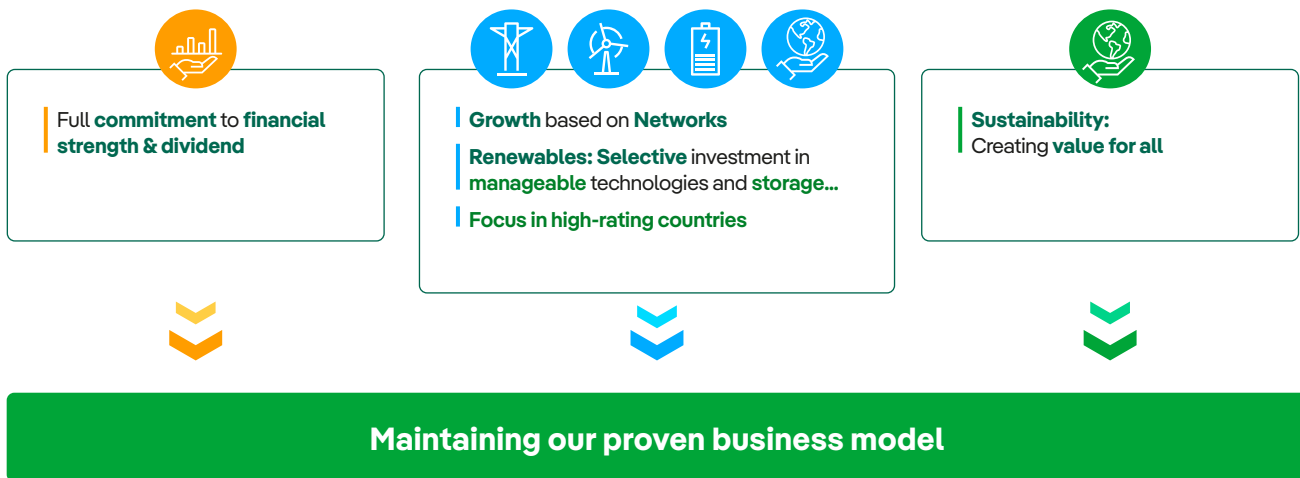 Full commitment to financial
strength & dividend
Growth based on Networks
Renewables: Selective investment in
manageable technologies and storage...
Focus in high-rating countries
Sustainability:
Creating value for all
Maintaining our proven business model